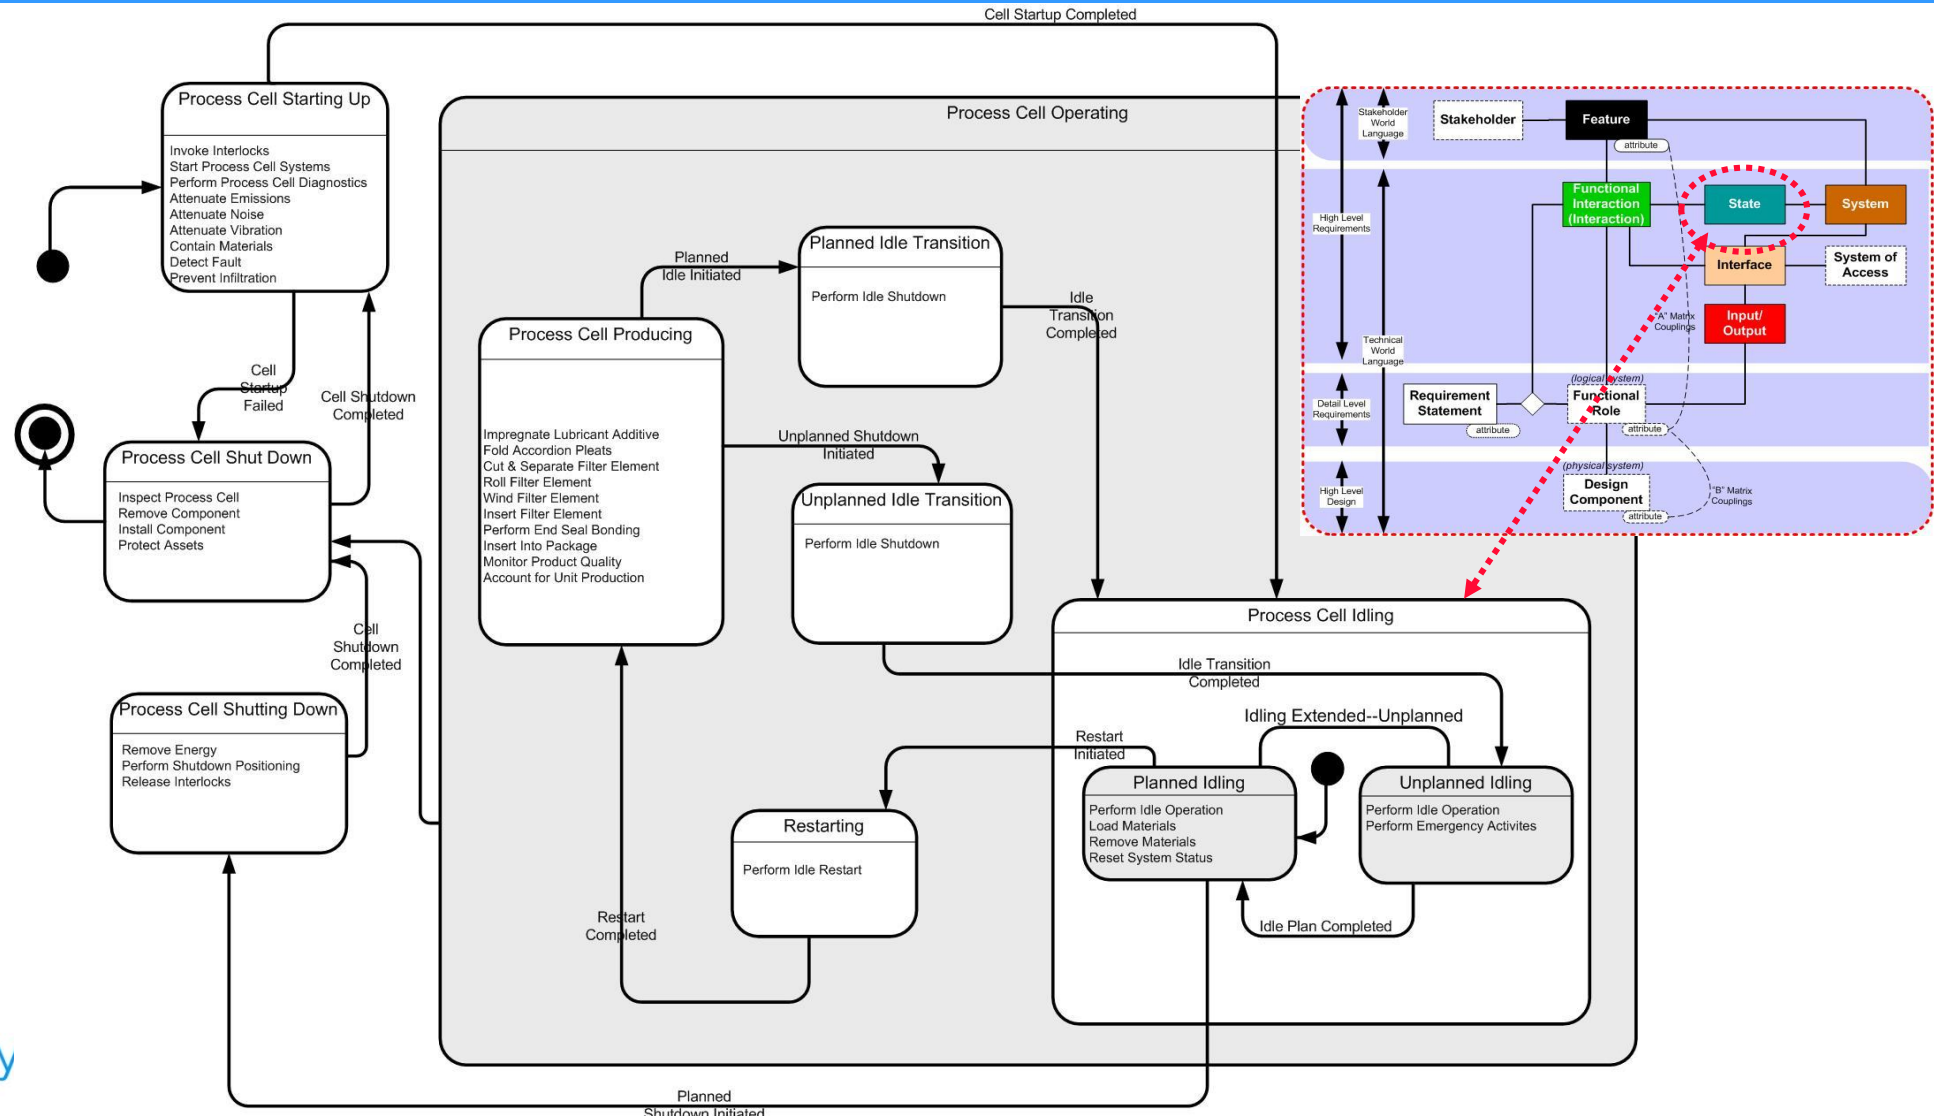 Cell Startup Completed
Process Cell Starting Up
Invoke Interlocks
Start Process Cell Systems
Perform Process Cell Diagnostics
Attenuate Emissions
Attenuate Noise
Attenuate Vibration
Contain Materials
Detect Fault
Prevent Infiltration
Cell
Startup
Failed
Cell Shutdown
Completed
Process Cell Shut Down
Inspect Process Cell
Remove Component
Install Component
Protect Assets
Cell
Shutdown
Completed
Process Cell Shutting Down
Remove Energy
Perform Shutdown Positioning
Release Interlocks
Process Cell Operating
Process Cell Producing
Impregnate Lubricant Additive
Fold Accordion Pleats
Cut & Separate Filter Element
Roll Filter Element
Wind Filter Element
Insert Filter Element
Perform End Seal Bonding
Insert Into Package
Monitor Product Quality
Account for Unit Production
Planned
Idle Initiated
Planned Idle Transition
Perform Idle Shutdown
Idle
Transition
Completed
Unplanned Shutdown
Initiated
Unplanned Idle Transition
Perform Idle Shutdown
Process Cell Idling
Idle Transition
Completed
Idling Extended--Unplanned
Restart
Initiated
Planned Idling
Perform Idle Operation
Load Materials
Remove Materials
Reset System Status
Unplanned Idling
Perform Idle Operation
Perform Emergency Activites
Idle Plan Completed
Restarting
Perform Idle Restart
Restart
Completed
Planned
Shutdown Initiated
Stakeholder
World
Language
Stakeholder
Feature
attribute
High Level
Requirements
Functional
Interaction
(Interaction)
State
System
Interface
System of
Access
Input/
Output
"A" Matrix
Couplings
Technical
World
Language
Detail Level
Requirements
Requirement
Statement
attribute
(logical system)
Functional
Role
attribute
High Level
Design
(physical system)
Design
Component
attribute
"B" Matrix
Couplings
y